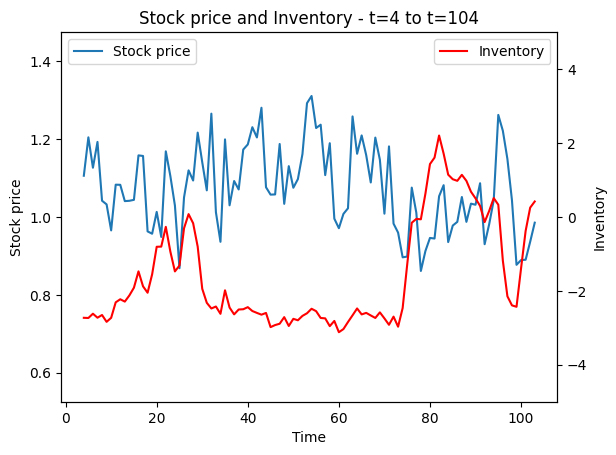 Stock price and Inventory - t=4 to t=104
Stock price
Inventory
1.4
1.2
1.0
0.8
0.6
Stock price
4
2
0
−2
−4
Inventory
0
20
40
60
80
100
Time